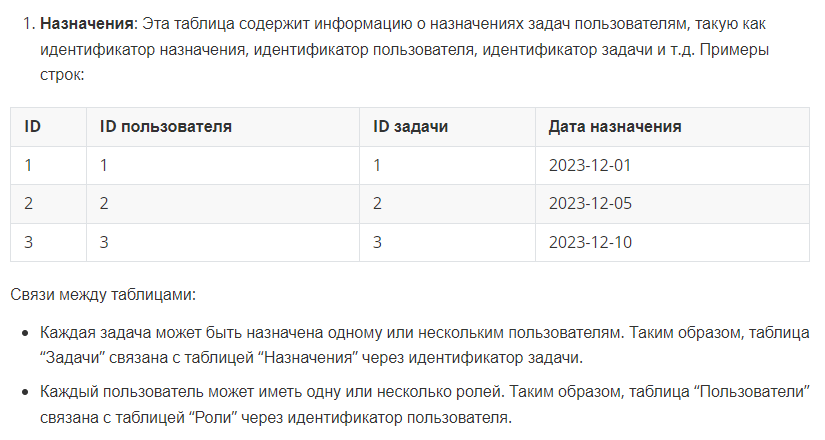 1. Назначения: Эта таблица содержит информацию о назначениях задач пользователям, такую как
идентификатор назначения, идентификатор пользователя, идентификатор задачи и т.д. Примеры
строк:
ID ID пользователя ID задачи Дата назначения
1 1 1 2023-12-01
2 2 2 2023-12-05
3 3 3 2023-12-10
Связи между таблицами:
• Каждая задача может быть назначена одному или нескольким пользователям. Таким образом, таблица
“Задачи” связана с таблицей “Назначения” через идентификатор задачи.
• Каждый пользователь может иметь одну или несколько ролей. Таким образом, таблица “Пользователи”
связана с таблицей “Роли” через идентификатор пользователя.